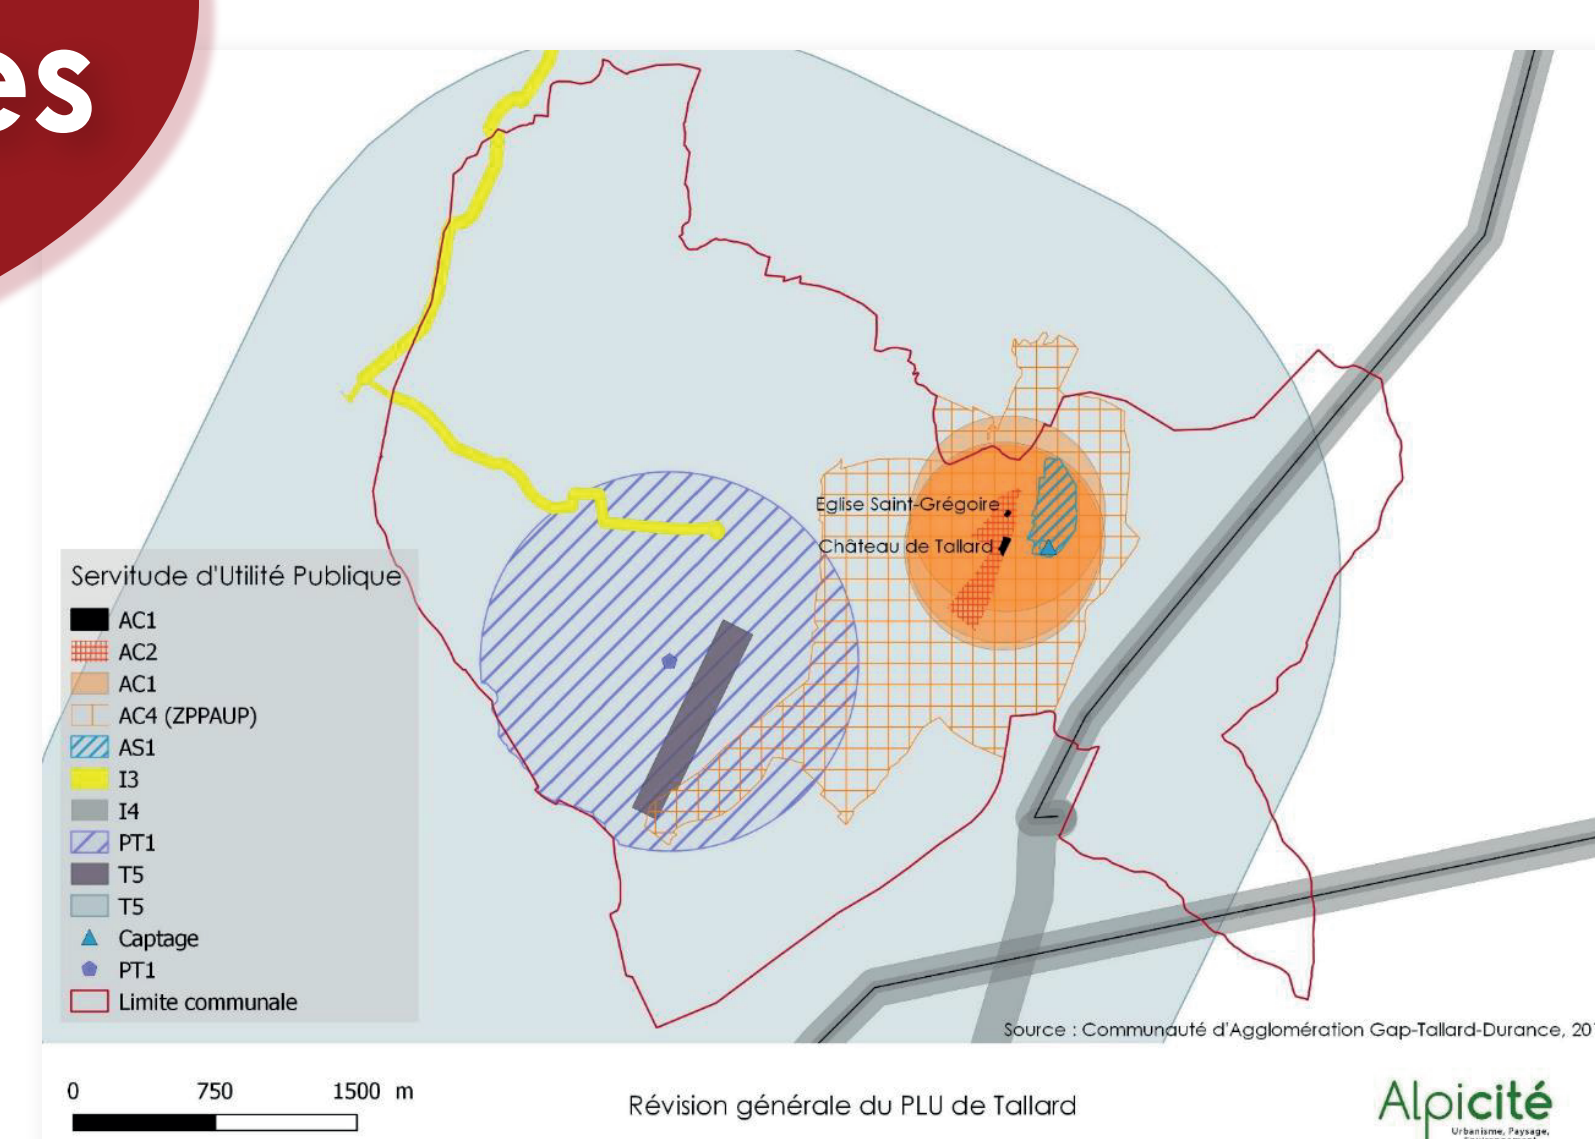 es
Eglise Saint-Grégoire
Château de Tallard
Servitude d'Utilité Publique
AC1
AC2
AC1
AC4 (ZPPAUP)
AS1
I3
I4
PT1
T5
T5
Captage
PT1
Limite communale
Source : Communauté d'Agglomération Gap-Tallard-Durance, 20
0 750 1500 m
Révision générale du PLU de Tallard
Alpicité
Urbanisme, Paysage,